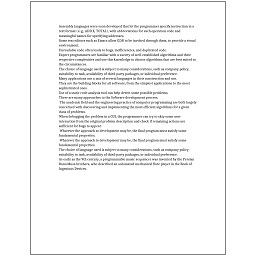 Assembly languages were soon developed that let the programmer specify instruction in a
text format (e.g., ADD X, TOTAL), with abbreviations for each operation code and
meaningful names for specifying addresses.
Some text editors such as Emacs allow GDB to be invoked through them, to provide a visual
environment.
Unreadable code often leads to bugs, inefficiencies, and duplicated code.
Expert programmers are familiar with a variety of well-established algorithms and their
respective complexities and use this knowledge to choose algorithms that are best suited to
the circumstances.
The choice of language used is subject to many considerations, such as company policy,
suitability to task, availability of third-party packages, or individual preference.
Many applications use a mix of several languages in their construction and use.
They are the building blocks for all software, from the simplest applications to the most
sophisticated ones.
Use of a static code analysis tool can help detect some possible problems.
There are many approaches to the Software development process.
The academic field and the engineering practice of computer programming are both largely
concerned with discovering and implementing the most efficient algorithms for a given
class of problems.
When debugging the problem in a GUI, the programmer can try to skip some user
interaction from the original problem description and check if remaining actions are
sufficient for bugs to appear.
Whatever the approach to development may be, the final program must satisfy some
fundamental properties.
Whatever the approach to development may be, the final program must satisfy some
fundamental properties.
The choice of language used is subject to many considerations, such as company policy,
suitability to task, availability of third-party packages, or individual preference.
As early as the 9th century, a programmable music sequencer was invented by the Persian
Banu Musa brothers, who described an automated mechanical flute player in the Book of
Ingenious Devices.